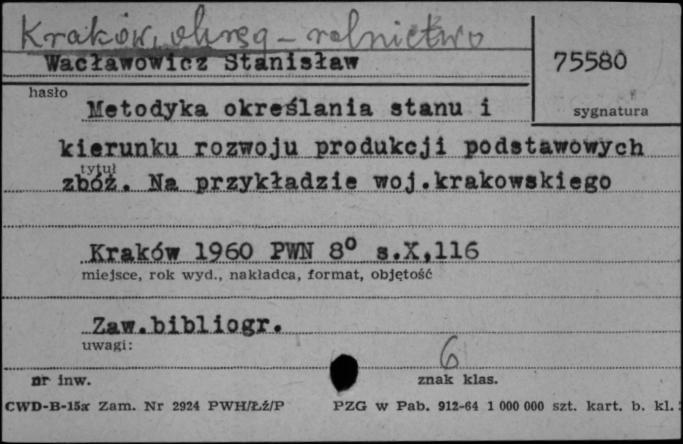 Kraków, okręg - rolnictwo
Wacławowicz Stanisław
75580
hasło
sygnatura
Metodyka określania stanu i
kierunku rozwoju produkcji podstawowych
tytuł
zbóż. Na przykładzie woj.krakowskiego
Kraków 1960 PWN 8° s.X,116
miejsce, rok wyd., nakładca, format, objętość
Zaw.bibliogr.
uwagi:
6
nr inw.
znak klas.
CWD-B-15x Zam. Nr 2924 PWH/Łź/P
PZG w Pab. 912-64 1 000 000 szt. kart. b. kl.